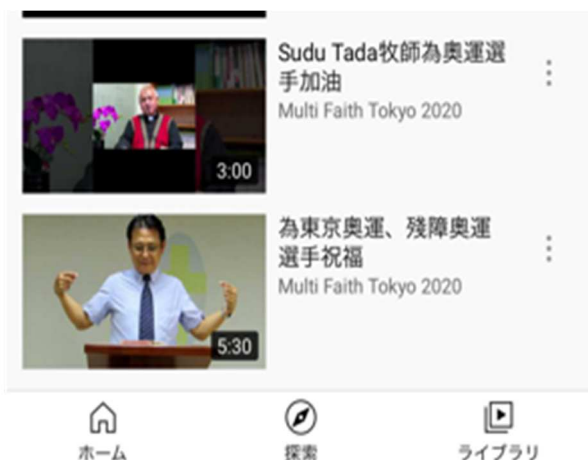 Sudu Tada牧師為奧運選
手加油
Multi Faith Tokyo 2020
3:00
為東京奧運、殘障奧運
選手祝福
Multi Faith Tokyo 2020
5:30
ホーム
探索
ライブラリ